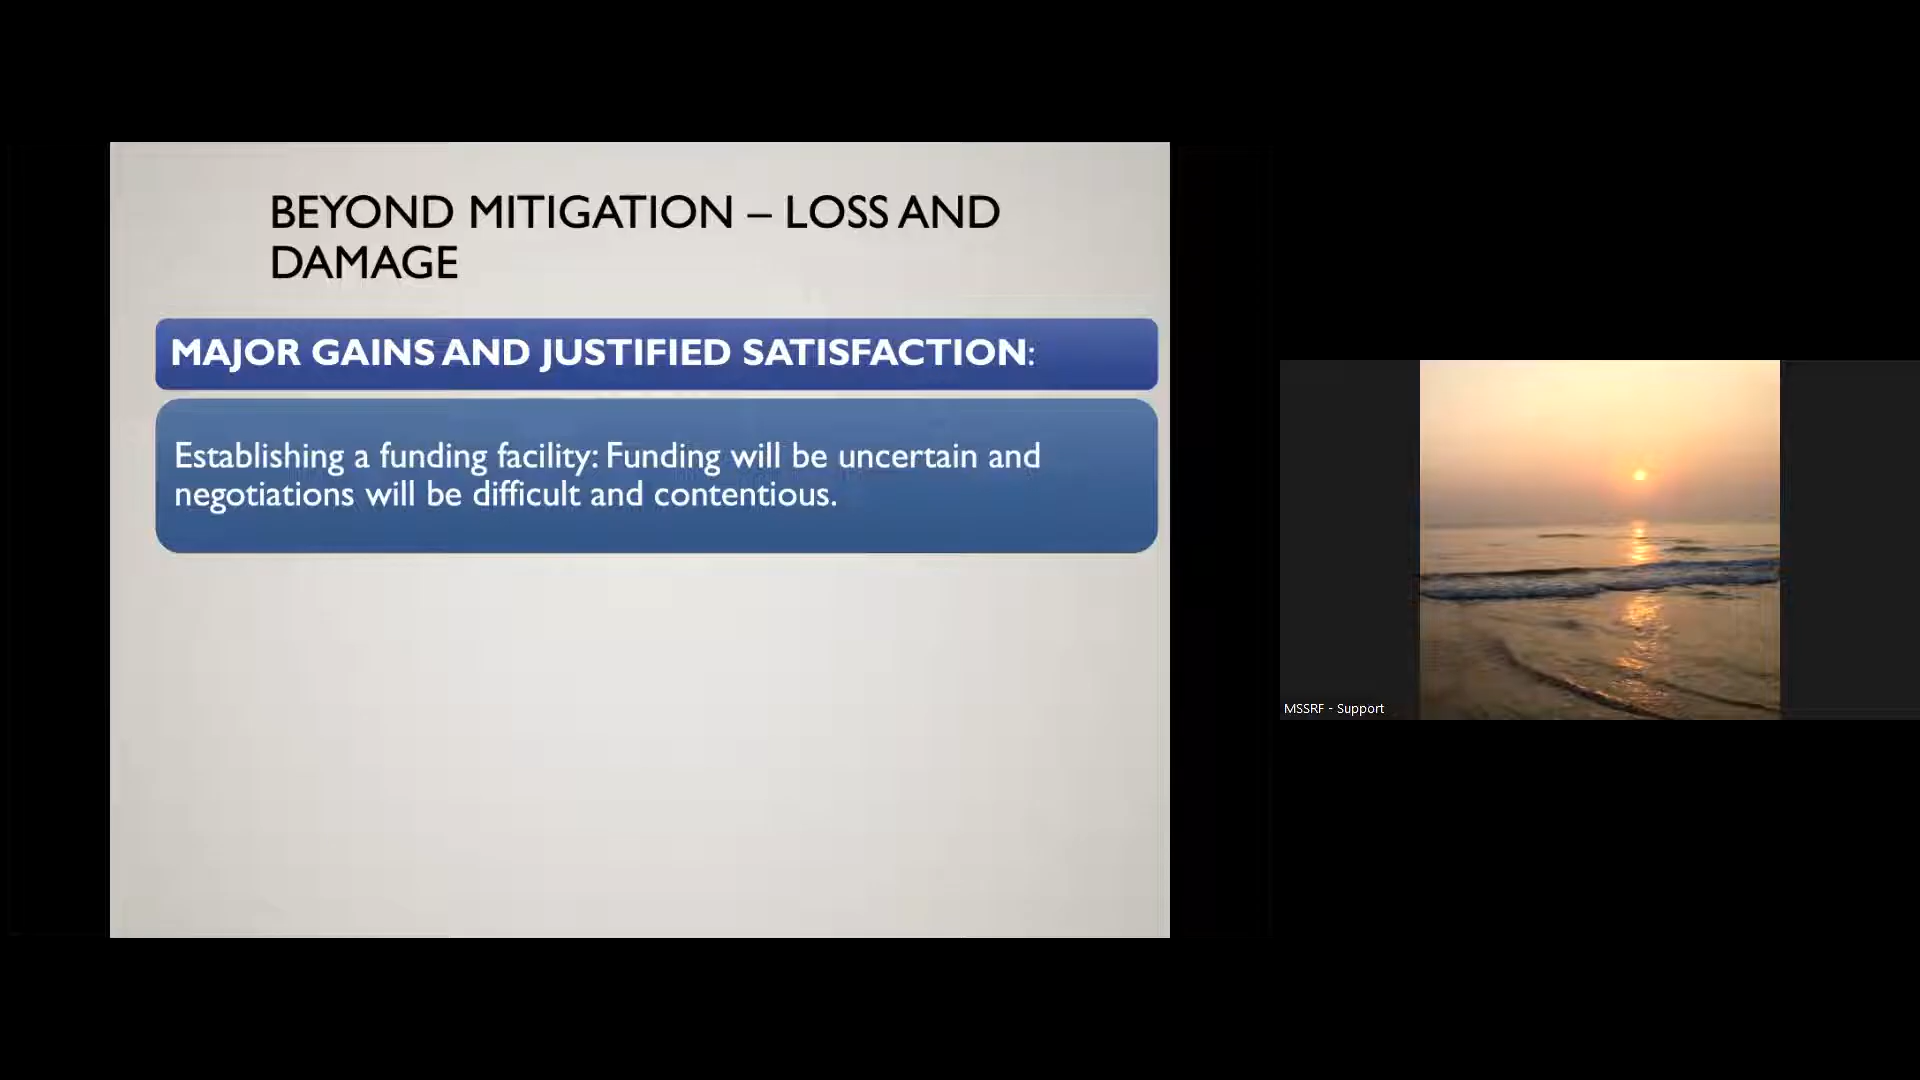 BEYOND MITIGATION – LOSS AND
DAMAGE
MAJOR GAINS AND JUSTIFIED SATISFACTION:
Establishing a funding facility: Funding will be uncertain and
negotiations will be difficult and contentious.
MSSRF - Support